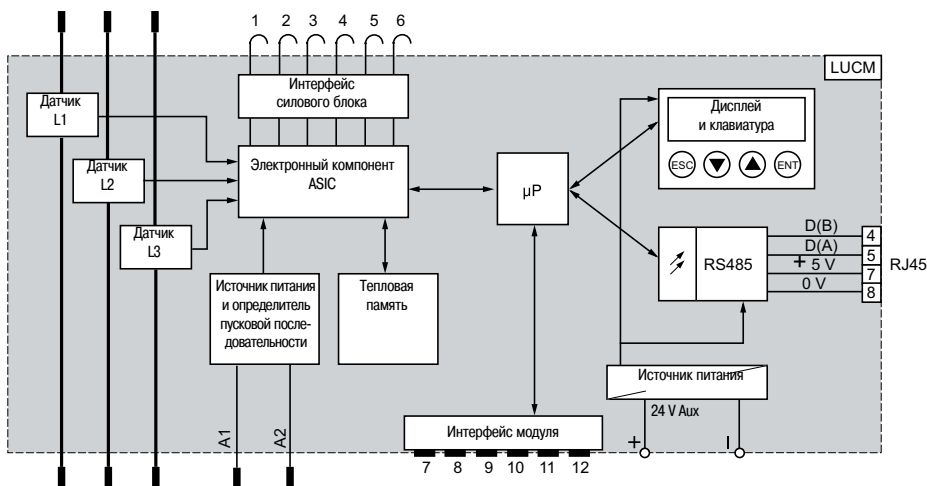 1 2 3 4 5 6
LUCM
Интерфейс
силового блока
Датчик
L1
Дисплей
и клавиатура
ESC
ENT
Электронный компонент
ASIC
Датчик
L2
µP
Датчик
L3
D(B)
4
D(A)
5
RS485
+ 5 V
7
RJ45
0 V
8
Источник питания
и определитель
пусковой после-
довательности
Тепловая
память
Источник питания
24 V Aux
A1
A2
Интерфейс модуля
+
–
7 8 9 10 11 12